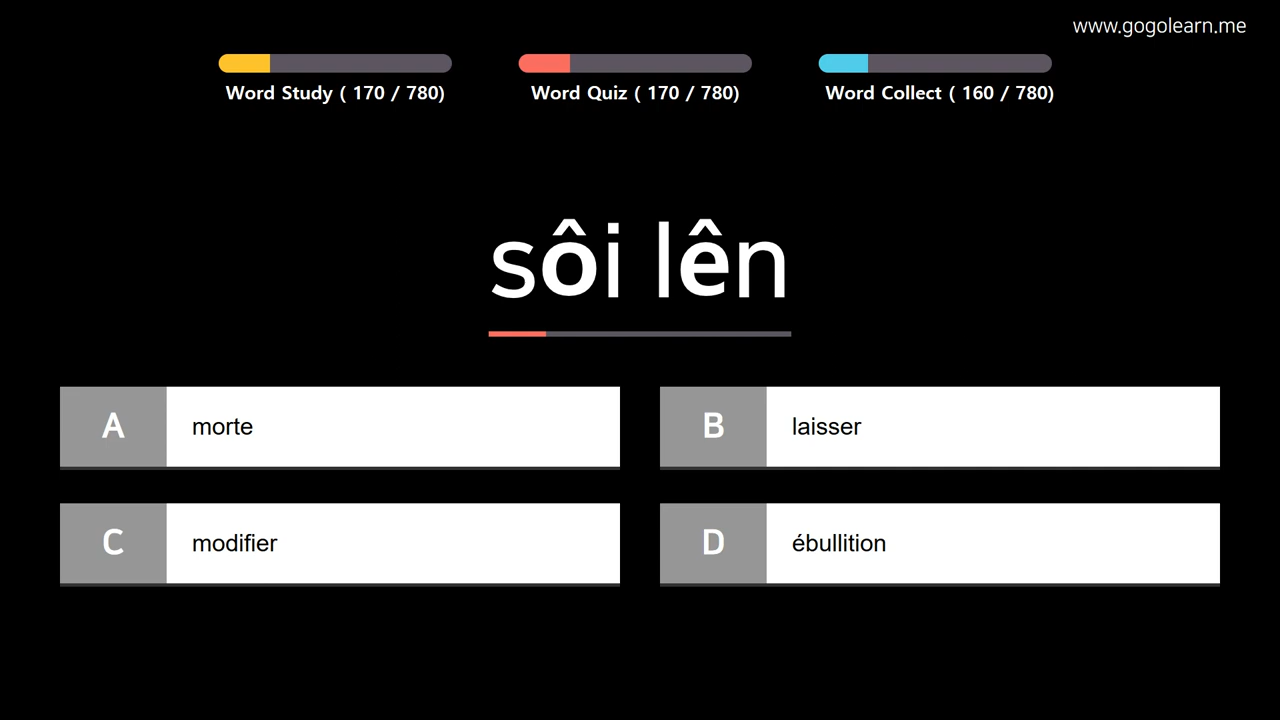 www.gogolearn.me
Word Study ( 170 / 780)
Word Quiz ( 170 / 780)
Word Collect ( 160 / 780)
sôi lên
A morte
B laisser
C modifier
D ébullition